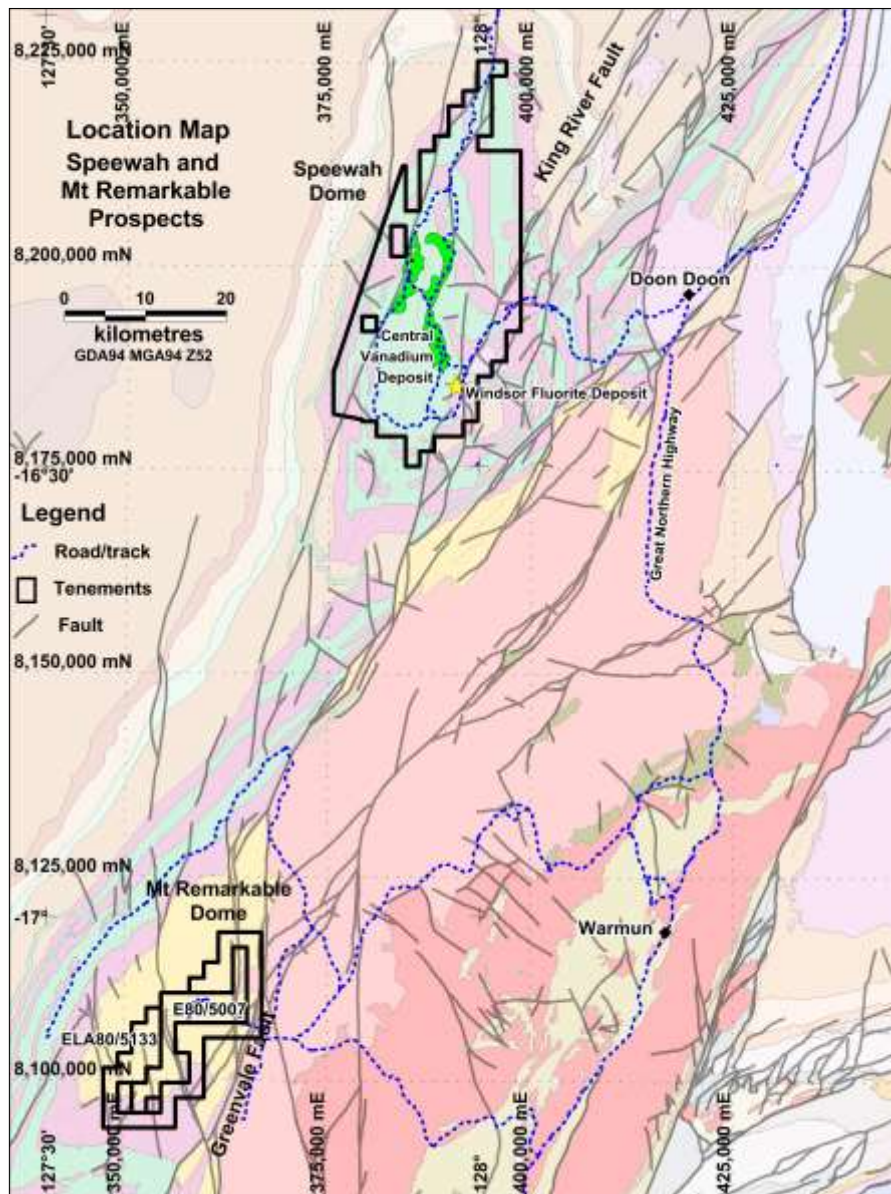 127°30'
350,000 mE
375,000 mE
128°
400,000 mE
425,000 mE
8,225,000 mN
Location Map
Speewah and
Mt Remarkable
Prospects
Speewah
Dome
King River Fault
8,200,000 mN
0 10 20
kilometres
GDA94 MGA94 Z52
Doon Doon
Central
Vanadium
Deposit
Windsor Fluorite Deposit
8,175,000 mN
-16°30'
Great Northern Highway
Legend
Road/track
Tenements
Fault
8,150,000 mN
8,125,000 mN
Mt Remarkable
Dome
-17°
Warmun
E80/5007
ELA80/5133
Greenvale Fault
8,100,000 mN
127°30'
350,000 mE
375,000 mE
128°
400,000 mE
425,000 mE